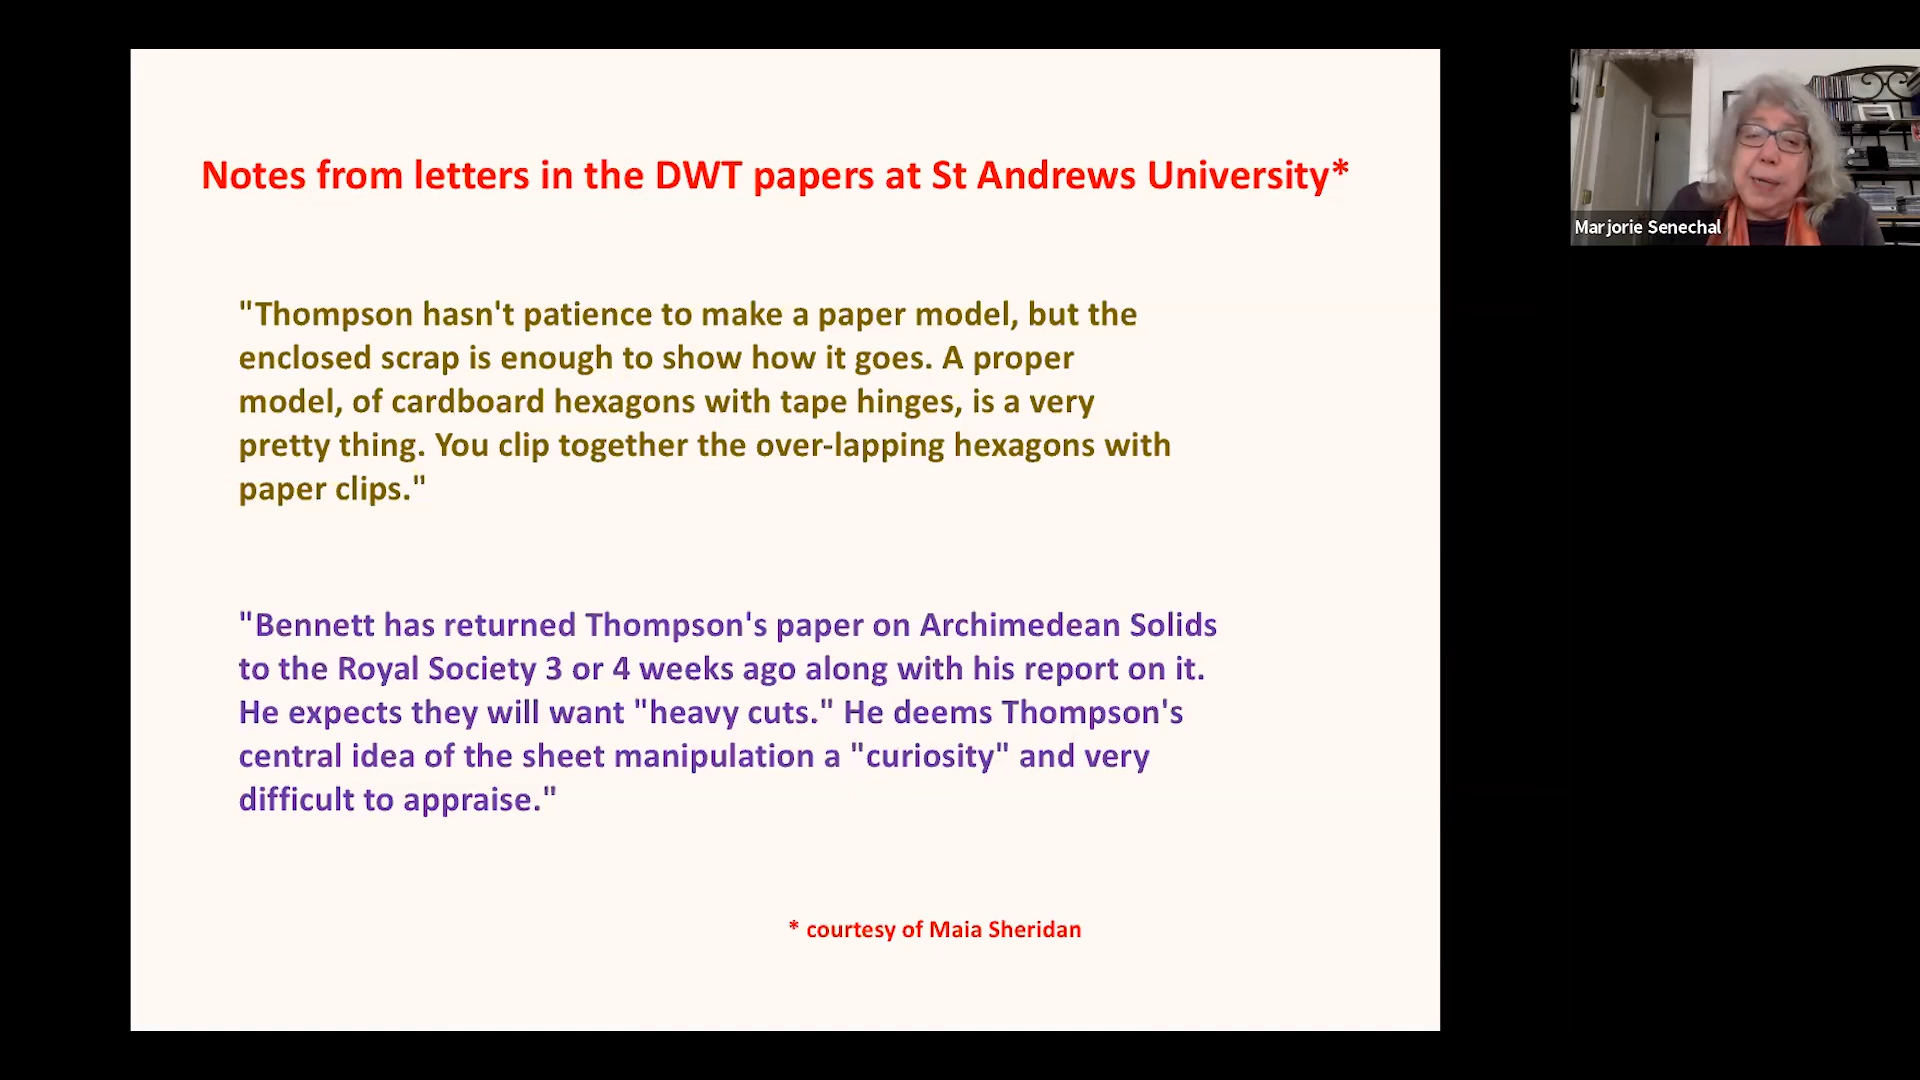 Notes from letters in the DWT papers at St Andrews University*
Marjorie Senechal
"Thompson hasn't patience to make a paper model, but the
enclosed scrap is enough to show how it goes. A proper
model, of cardboard hexagons with tape hinges, is a very
pretty thing. You clip together the over-lapping hexagons with
paper clips."
"Bennett has returned Thompson's paper on Archimedean Solids
to the Royal Society 3 or 4 weeks ago along with his report on it.
He expects they will want "heavy cuts." He deems Thompson's
central idea of the sheet manipulation a "curiosity" and very
difficult to appraise."
* courtesy of Maia Sheridan